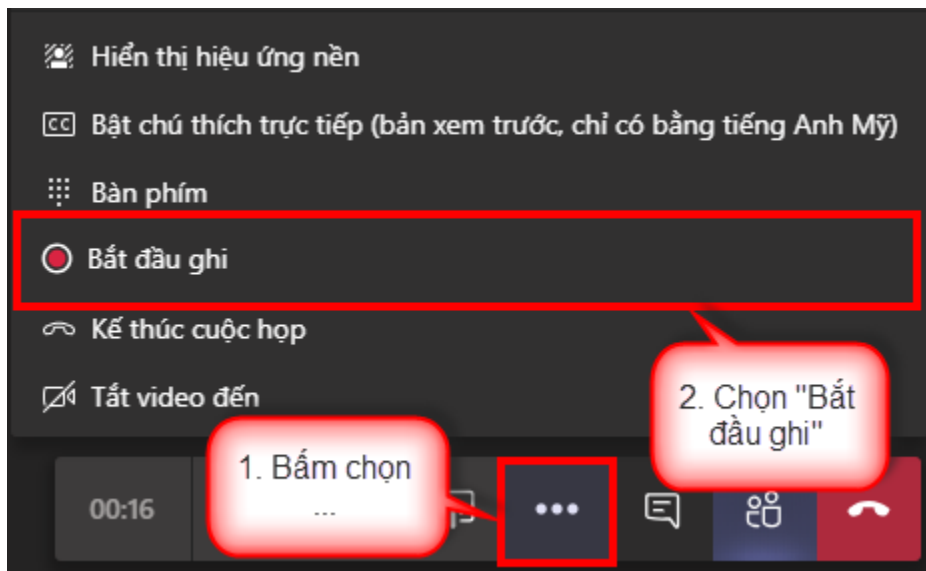 Hiển thị hiệu ứng nền
CC Bật chú thích trực tiếp (bản xem trước, chỉ có bằng tiếng Anh Mỹ)
Bàn phím
Bắt đầu ghi
Kế thúc cuộc họp
Tắt video đến
2. Chọn "Bắt
đầu ghi"
1. Bấm chọn
...
00:16